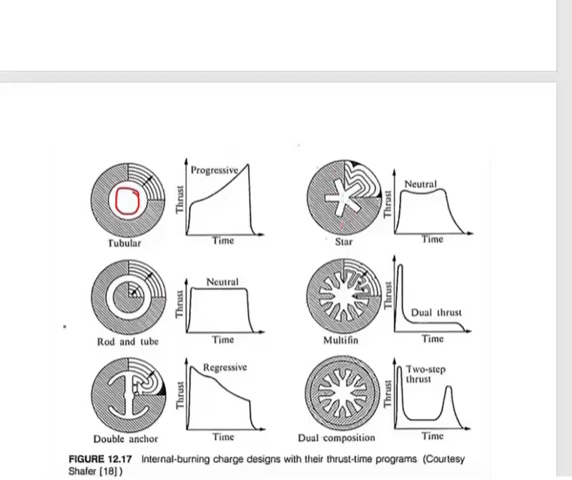 Progressive
Thrust
Time
Tubular
Neutral
Thrust
Time
Star
Neutral
Thrust
Time
Rod and tube
Dual thrust
Thrust
Time
Multifin
Regressive
Thrust
Time
Double anchor
Two-step
thrust
Thrust
Time
Dual composition
FIGURE 12.17 Internal-burning charge designs with their thrust-time programs (Courtesy
Shafer [18])